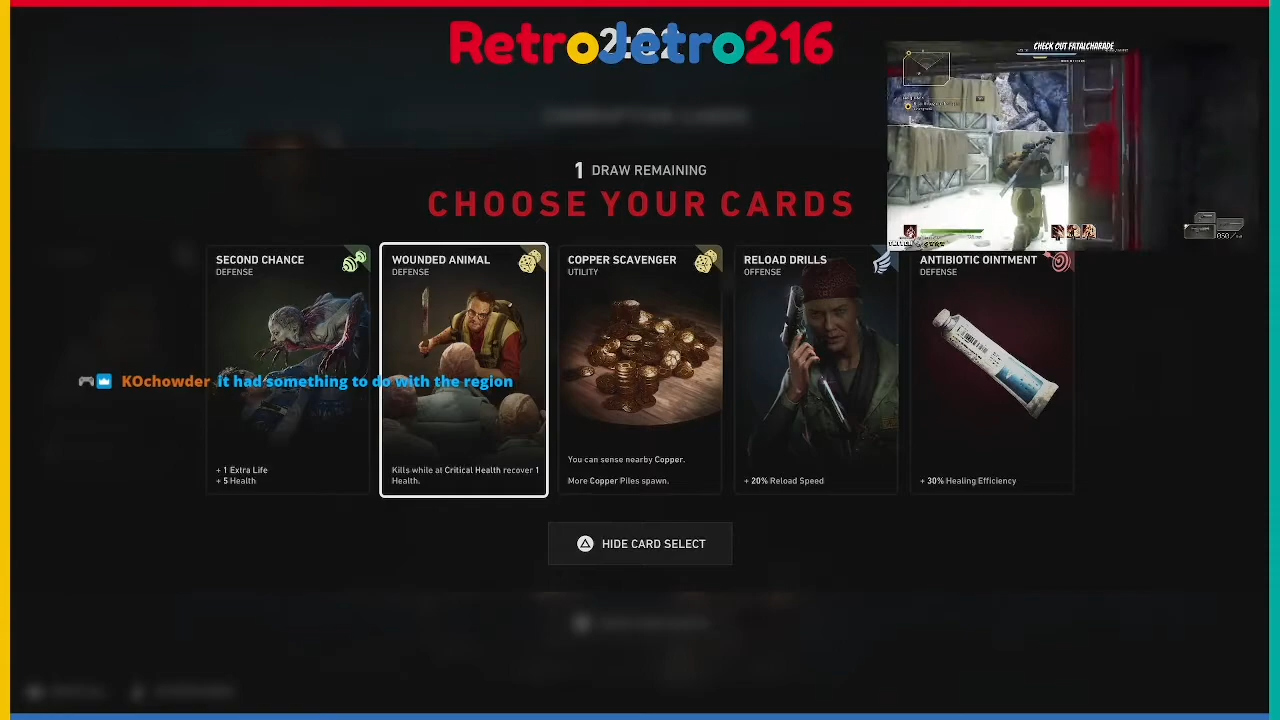 RetroJetro216
CHECK OUT FATALCHARADE
1 DRAW REMAINING
CHOOSE YOUR CARDS
SECOND CHANCE
DEFENSE
+ 1 Extra Life
+ 5 Health
WOUNDED ANIMAL
DEFENSE
Kills while at Critical Health recover 1
Health.
COPPER SCAVENGER
UTILITY
You can sense nearby Copper.
More Copper Piles spawn.
RELOAD DRILLS
OFFENSE
+ 20% Reload Speed
ANTIBIOTIC OINTMENT
DEFENSE
+ 30% Healing Efficiency
KOchowder it had something to do with the region
HIDE CARD SELECT